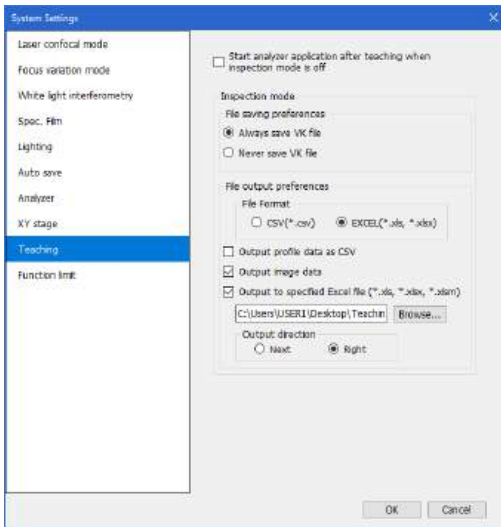 System Settings
Laser confocal mode
Focus variation mode
White light interferometry
Spec. Film
Lighting
Auto save
Analyzer
XY stage
Teaching
Function limit
Start analyzer application after teaching when
inspection mode is off
Inspection mode
File saving preferences
Always save VK file
Never save VK file
File output preferences
File Format
CSV(*.csv)
EXCEL(*.xls, *.xlsx)
Output profile data as CSV
Output image data
Output to specified Excel file (*.xls, *.xlsx, *.xlsm)
C:\Users\USER1\Desktop\Teachin
Browse...
Output direction
Next
Right
OK
Cancel